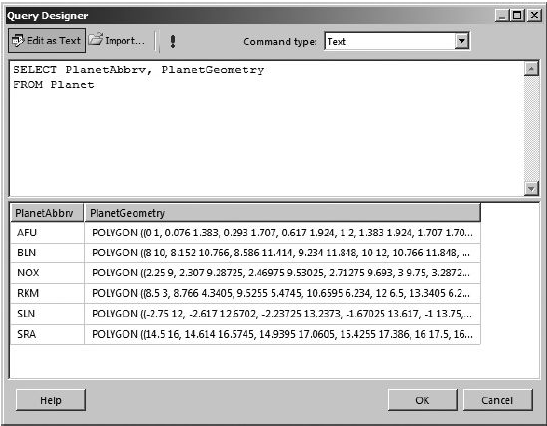 Query Designer
Edit as Text Import... Command type: Text
SELECT PlanetAbbrv, PlanetGeometry
FROM Planet
PlanetAbbrv PlanetGeometry
AFU POLYGON ((0 1, 0.076 1.383, 0.293 1.707, 0.617 1.924, 1 2, 1.383 1.924, 1.707 1.70...
BLN POLYGON ((8 10, 8.152 10.766, 8.586 11.414, 9.234 11.848, 10 12, 10.766 11.848, ...
NOX POLYGON ((2.25 9, 2.307 9.28725, 2.46975 9.53025, 2.71275 9.693, 3 9.75, 3.2872...
RKM POLYGON ((8.5 3, 8.766 4.3405, 9.5255 5.4745, 10.6595 6.234, 12 6.5, 13.3405 6.2...
SLN POLYGON ((-2.75 12, -2.617 12.6702, -2.23725 13.2373, -1.67025 13.617, -1 13.75,...
SRA POLYGON ((14.5 16, 14.614 16.5745, 14.9395 17.0605, 15.4255 17.386, 16 17.5, 16...
Help OK Cancel